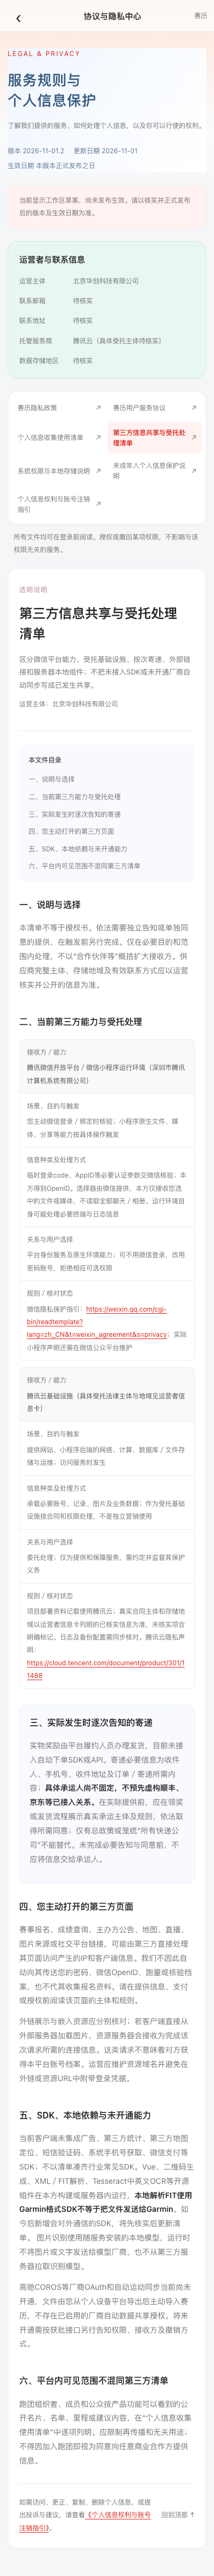 协议与隐私中心
赛历
LEGAL & PRIVACY
服务规则与
个人信息保护
了解我们提供的服务、如何处理个人信息，以及你可以行使的权利。
版本 2026-11-01.2 更新日期 2026-11-01
生效日期 本版本正式发布之日
当前显示工作区草案，尚未发布生效。请以核实并正式发布
后的版本及生效日期为准。
运营者与联系信息
运营主体 北京华创科技有限公司
联系邮箱 待核实
联系地址 待核实
托管服务商 腾讯云（具体受托主体待核实）
数据存储地区 待核实
赛历隐私政策 ↗
赛历用户服务协议 ↗
个人信息收集使用清单 ↗
第三方信息共享与受托处
理清单 ↗
系统权限与本地存储说明 ↗
未成年人个人信息保护说
明 ↗
个人信息权利与账号注销
指引 ↗
所有文件均可在登录前阅读。授权或撤回某项权限，不影响与该
权限无关的服务。
透明说明
第三方信息共享与受托处理
清单
区分微信平台能力、受托基础设施、按次寄递、外部链
接和服务器本地组件；不把未接入SDK或未开通厂商自
动同步写成已发生共享。
运营主体：北京华创科技有限公司
本文件目录
一、说明与选择
二、当前第三方能力与受托处理
三、实际发生时逐次告知的寄递
四、您主动打开的第三方页面
五、SDK、本地依赖与未开通能力
六、平台内可见范围不混同第三方清单
一、说明与选择
本清单不等于授权书。依法需要独立告知或单独同
意的提供，在触发前另行完成。仅在必要目的和范
围内处理，不以“合作伙伴等”概括扩大接收方。供
应商完整主体、存储地域及有效联系方式应以运营
核实并公开的信息为准。
二、当前第三方能力与受托处理
接收方 / 能力
腾讯微信开放平台 / 微信小程序运行环境（深圳市腾讯
计算机系统有限公司）
场景、目的与触发
您主动微信登录 / 绑定时核验；小程序原生文件、媒
体、分享等能力按具体操作触发
信息种类及处理方式
临时登录code、AppID等必要认证参数交微信核验；本
方得到OpenID。选择器由微信提供，本方仅接收您选
中的文件或媒体，不读取全部聊天 / 相册。运行环境自
身可能处理必要终端与日志信息
关系与用户选择
平台身份服务及原生环境能力；可不用微信登录、改用
密码账号，拒绝相应可选权限
规则 / 核对状态
微信隐私保护指引：https://weixin.qq.com/cgi-
bin/readtemplate?
lang=zh_CN&t=weixin_agreement&s=privacy；实际
小程序声明还需在微信公众平台维护
接收方 / 能力
腾讯云基础设施（具体受托法律主体与地域见运营者信
息卡）
场景、目的与触发
提供网站、小程序后端的网络、计算、数据库 / 文件存
储与运维；访问服务时发生
信息种类及处理方式
承载必要账号、记录、图片及业务数据；作为受托基础
设施按合同和权限处理，不是独立营销使用
关系与用户选择
委托处理；仅为提供和保障服务，需约定并监督其保护
义务
规则 / 核对状态
项目部署资料记载使用腾讯云；真实合同主体和存储地
域以运营者信息卡列明的已核实信息为准，未核实项会
明确标记。日志及备份配置需同步核对。腾讯云隐私声
明：
https://cloud.tencent.com/document/product/301/1
1488
三、实际发生时逐次告知的寄递
实物奖励由平台履约人员办理发货，目前未接
入自动下单SDK或API。寄递必要信息为收件
人、手机号、收件地址及订单 / 寄递所需内
容；具体承运人尚不固定，不预先虚构顺丰、
京东等已接入关系。在实际提供前，应在领奖
或发货流程展示真实承运主体及规则，依法取
得所需同意；仅有总政策或笼统“所有快递公
司”不能替代。未完成必要告知与同意前，不
应将信息交给承运人。
四、您主动打开的第三方页面
赛事报名、成绩查询、主办方公告、地图、直播、
图片来源或社交平台链接，可能由第三方直接处理
其页面访问产生的IP和客户端信息。我们不因此自
动向其传送您的密码、微信OpenID、跑量或核验档
案，也不代其收集报名资料。请在提供信息、支付
或授权前阅读该页面的主体和规则。
外链展示与嵌入资源应分别核对；若客户端直接从
外部服务器加载图片，资源服务器会接收为完成该
次请求所需的连接信息。这类请求不意味着对方获
得本平台账号档案。运营应维护资源域名并避免在
外链或资源URL中附带登录凭据。
五、SDK、本地依赖与未开通能力
当前客户端未集成广告、第三方统计、第三方地图
定位、短信验证码、系统手机号获取、微信支付等
SDK；不以清单凑齐行业常见SDK。Vue、二维码生
成、XML / FIT解析、Tesseract中英文OCR等开源
组件在本方构建或服务器内运行，本地解析FIT使用
Garmin格式SDK不等于把文件发送给Garmin。如
今后新增会对外通信的SDK，将先核实后更新清
单。图片识别使用随服务安装的本地模型，运行时
不将图片或文字发送给模型厂商，也不从第三方服
务器拉取识别模型。
高驰COROS等厂商OAuth和自动运动同步当前尚未
开通，文件由您从个人设备平台导出后主动导入赛
历，不存在已启用的厂商自动数据共享授权。将来
开通需按获批接口另行告知权限、接收方及撤销方
式。
六、平台内可见范围不混同第三方清单
跑团组织者、成员和公众按产品功能可以看到的公
开名片、名单、里程或建议内容，在“个人信息收集
使用清单”中逐项列明。应限制再传播和无关用途；
不得因加入跑团即视为同意向任意商业合作方提供
信息。
如需访问、更正、复制、删除个人信息，或提
出投诉与建议，请查看《个人信息权利与账号
注销指引》。
回到顶部 ↑